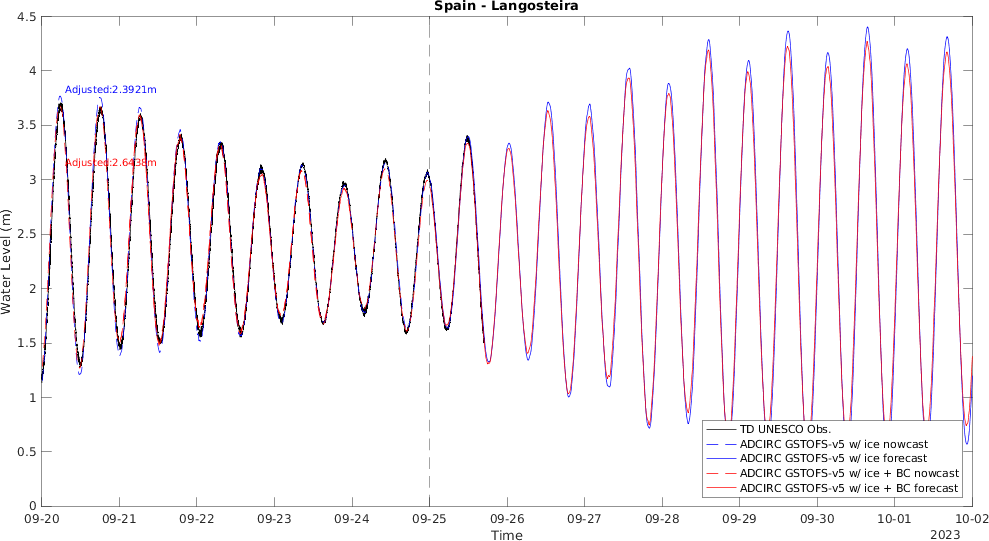 Spain - Langosteira
4.5
4
3.5
3
2.5
2
1.5
1
0.5
0
Water Level (m)
Adjusted:2.3921m
Adjusted:2.6438m
TD UNESCO Obs.
ADCIRC GSTOFS-v5 w/ ice nowcast
ADCIRC GSTOFS-v5 w/ ice forecast
ADCIRC GSTOFS-v5 w/ ice + BC nowcast
ADCIRC GSTOFS-v5 w/ ice + BC forecast
09-20 09-21 09-22 09-23 09-24 09-25 09-26 09-27 09-28 09-29 09-30 10-01 10-02
Time
2023